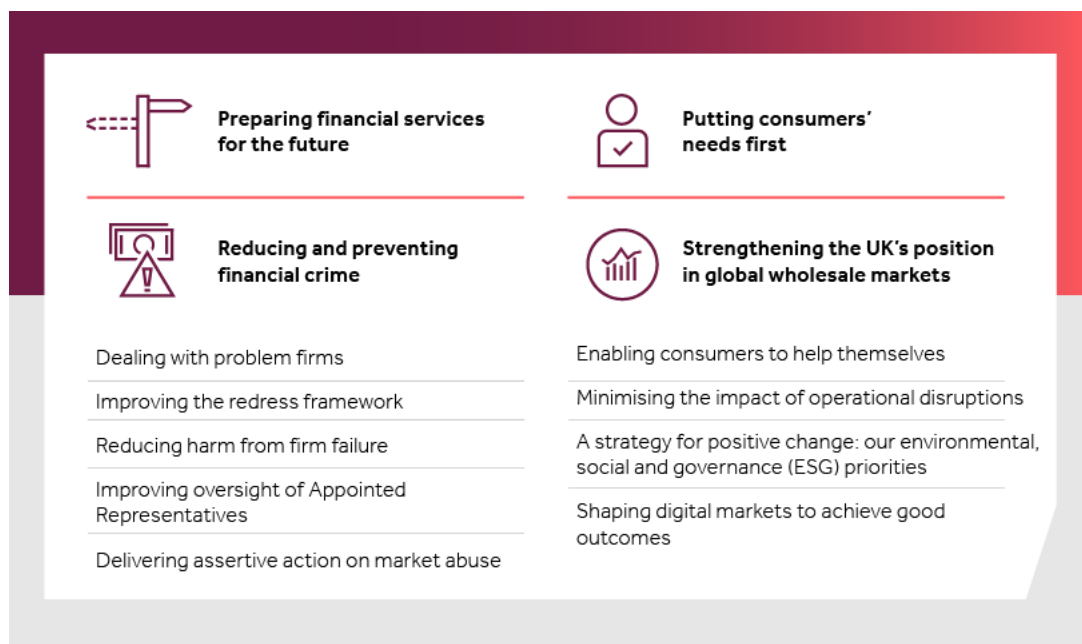 Preparing financial services
for the future
Putting consumers’
needs first
Reducing and preventing
financial crime
Strengthening the UK’s position
in global wholesale markets
Dealing with problem firms
Improving the redress framework
Reducing harm from firm failure
Improving oversight of Appointed
Representatives
Delivering assertive action on market abuse
Enabling consumers to help themselves
Minimising the impact of operational disruptions
A strategy for positive change: our environmental,
social and governance (ESG) priorities
Shaping digital markets to achieve good
outcomes